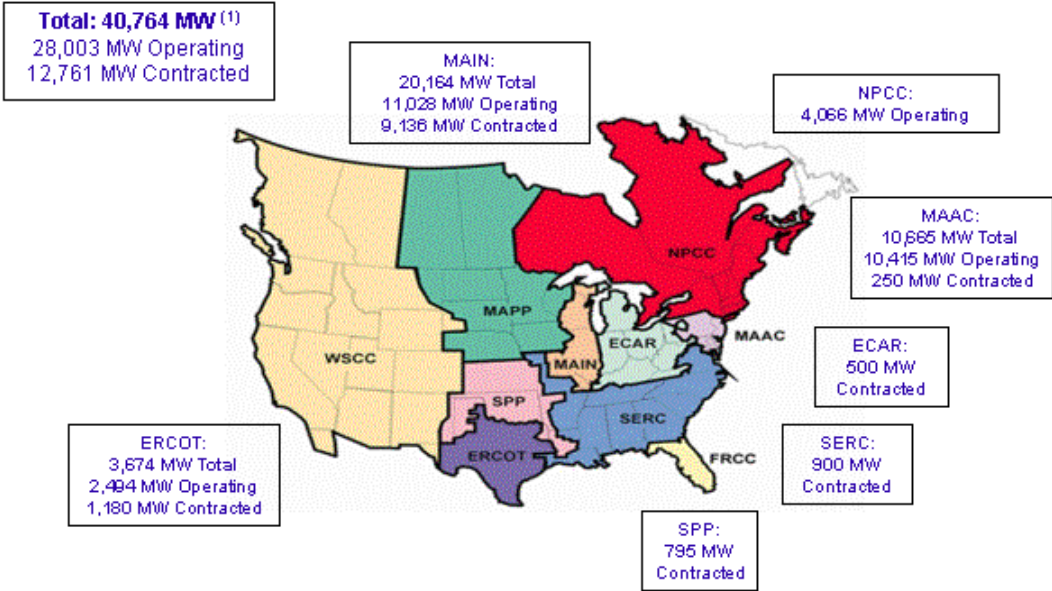 Total: 40,764 MW (1)
28,003 MW Operating
12,761 MW Contracted
MAIN:
20,164 MW Total
11,028 MW Operating
9,136 MW Contracted
NPCC:
4,066 MW Operating
MAAC:
10,665 MW Total
10,415 MW Operating
250 MW Contracted
ECAR:
500 MW
Contracted
SERC:
900 MW
Contracted
SPP:
795 MW
Contracted
ERCOT:
3,674 MW Total
2,494 MW Operating
1,180 MW Contracted
NPCC
MAPP
MAAC
ECAR
WSCC
MAIN
SPP
SERC
ERCOT
FRCC